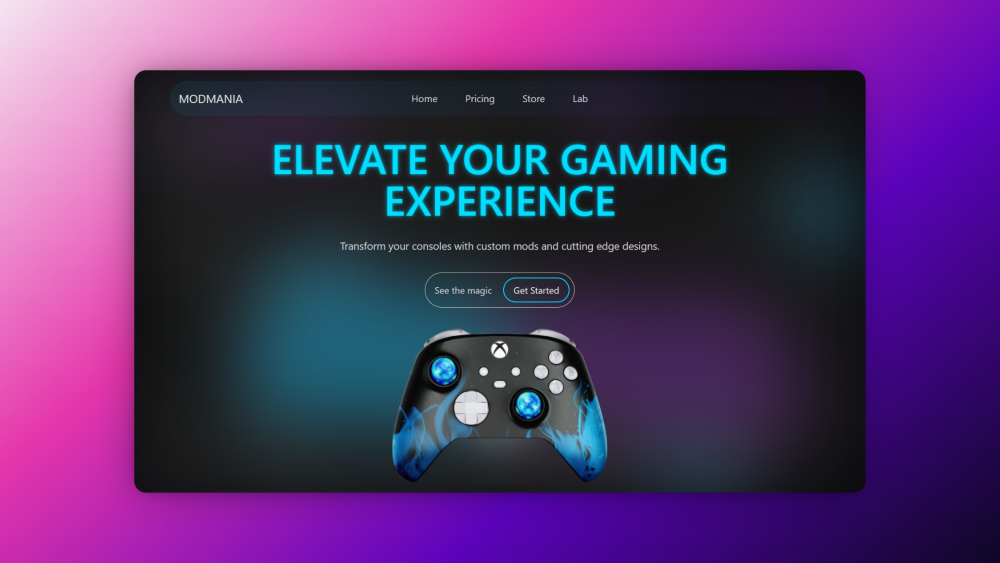 MODMANIA
Home Pricing Store Lab
ELEVATE YOUR GAMING
EXPERIENCE
Transform your consoles with custom mods and cutting edge designs.
See the magic Get Started